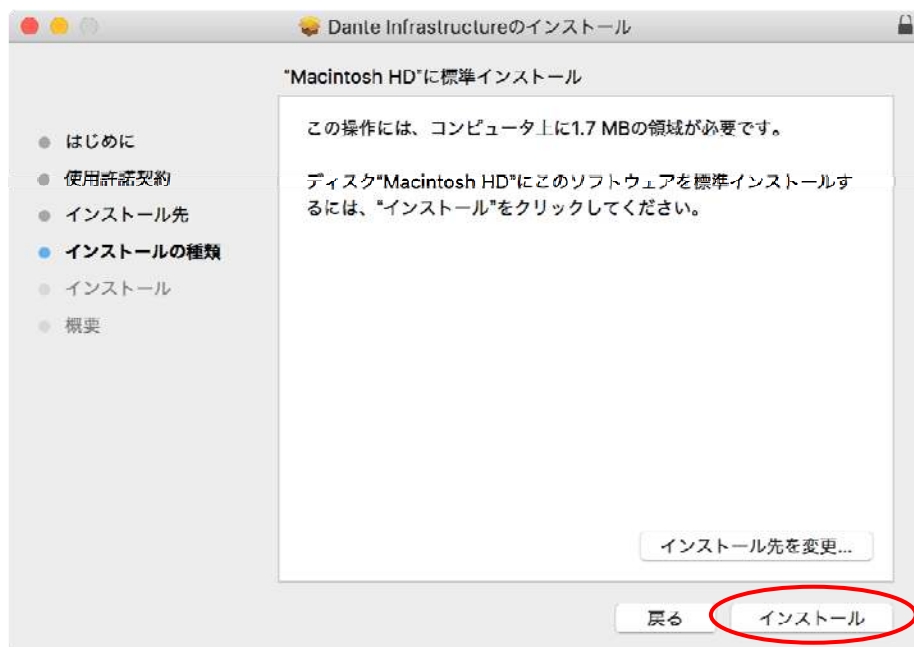 Dante Infrastructureのインストール
"Macintosh HD"に標準インストール
はじめに
使用許諾契約
インストール先
インストールの種類
インストール
概要
この操作には、コンピュータ上に1.7 MBの領域が必要です。
ディスク"Macintosh HD"にこのソフトウェアを標準インストールす
るには、"インストール"をクリックしてください。
インストール先を変更...
戻る
インストール